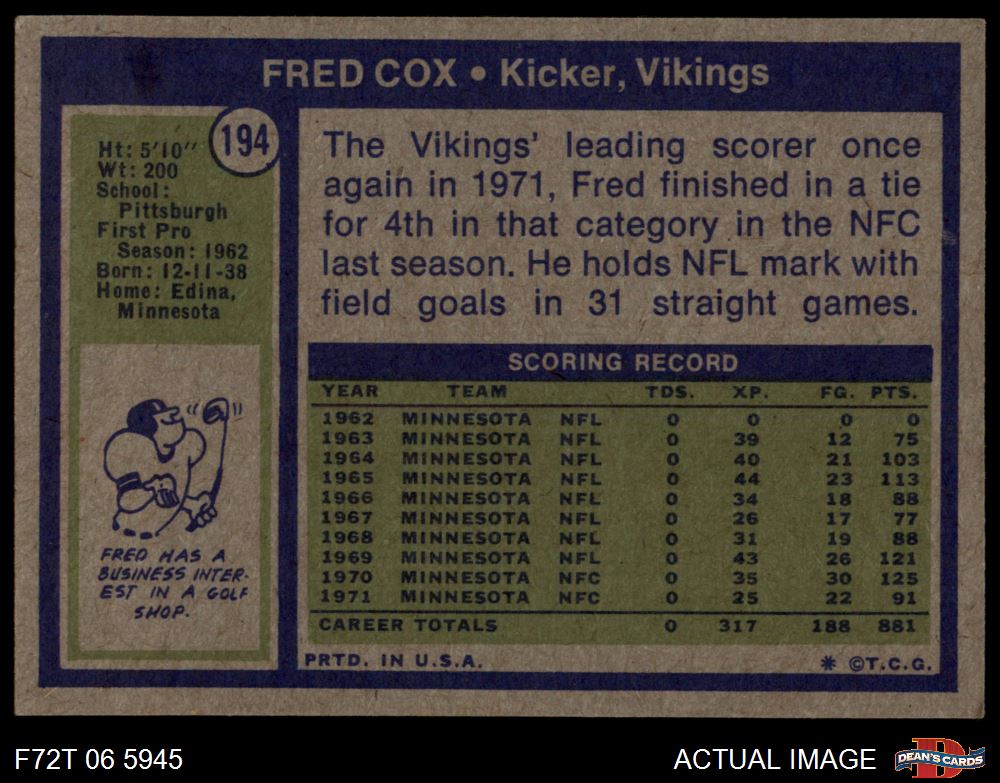 FRED COX • Kicker, Vikings
194
Ht: 5'10"
Wt: 200
School:
Pittsburgh
First Pro
Season: 1962
Born: 12-11-38
Home: Edina,
Minnesota
FRED HAS A
BUSINESS INTER-
EST IN A GOLF
SHOP.
The Vikings' leading scorer once
again in 1971, Fred finished in a tie
for 4th in that category in the NFC
last season. He holds NFL mark with
field goals in 31 straight games.
SCORING RECORD
YEAR TEAM TDS. XP. FG. PTS.
1962 MINNESOTA NFL 0 0 0 0
1963 MINNESOTA NFL 0 39 12 75
1964 MINNESOTA NFL 0 40 21 103
1965 MINNESOTA NFL 0 44 23 113
1966 MINNESOTA NFL 0 34 18 88
1967 MINNESOTA NFL 0 26 17 77
1968 MINNESOTA NFL 0 31 19 88
1969 MINNESOTA NFL 0 43 26 121
1970 MINNESOTA NFC 0 35 30 125
1971 MINNESOTA NFC 0 25 22 91
CAREER TOTALS 0 317 188 881
PRTD. IN U.S.A. * ©T.C.G.
F72T 06 5945
ACTUAL IMAGE
D
DEAN'S CARDS